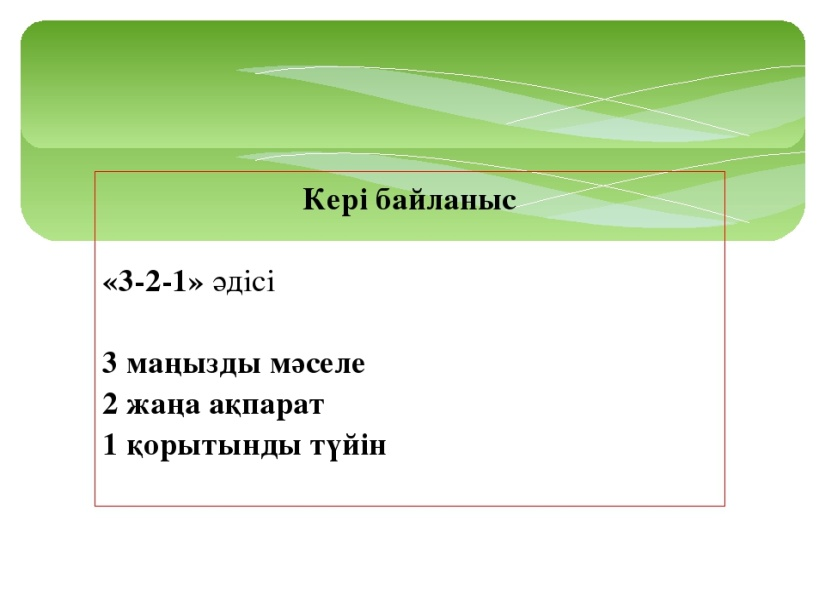 Кері байланыс
«3-2-1» әдісі
3 маңызды мәселе
2 жаңа ақпарат
1 қорытынды түйін